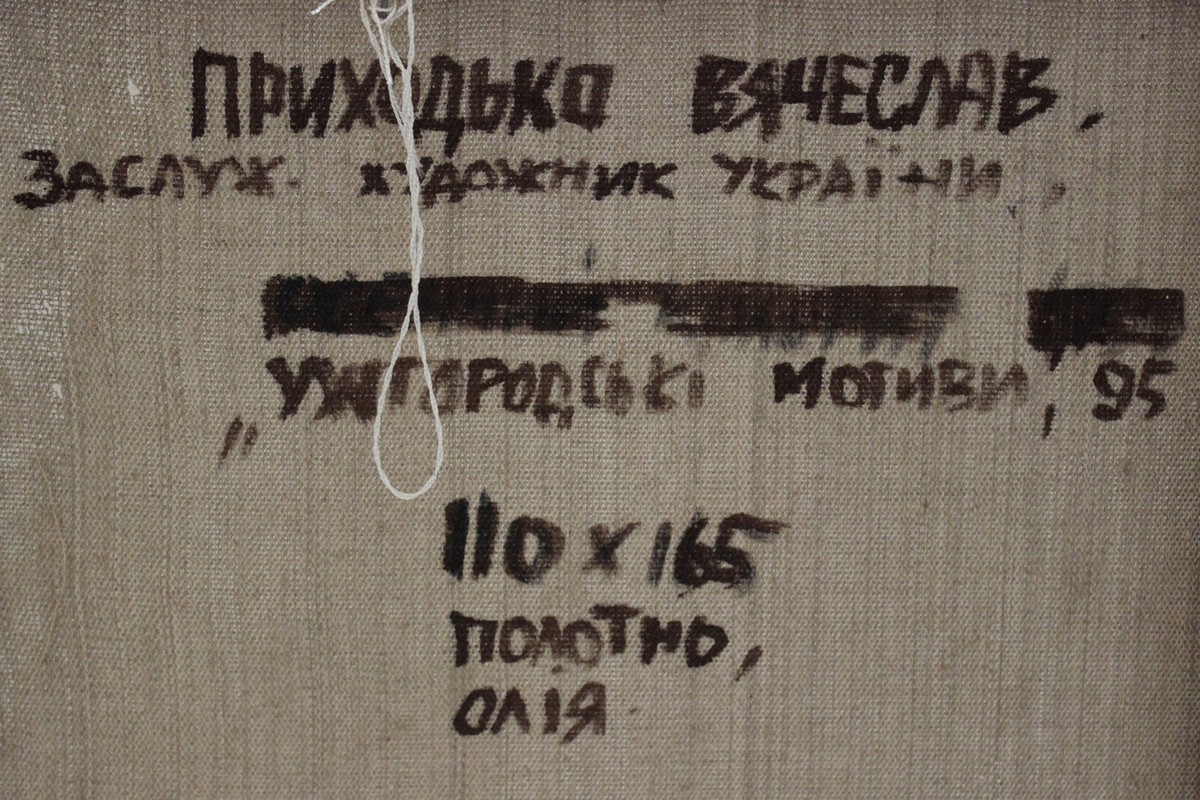 ПРИХОДЬКО ВЯЧЕСЛАВ,
ЗАСЛУЖ. ХУДОЖНИК УКРАЇНИ,
„УЖГОРОДСЬКІ МОТИВИ, 95
110 x 165
ПОЛОТНО,
ОЛІЯ